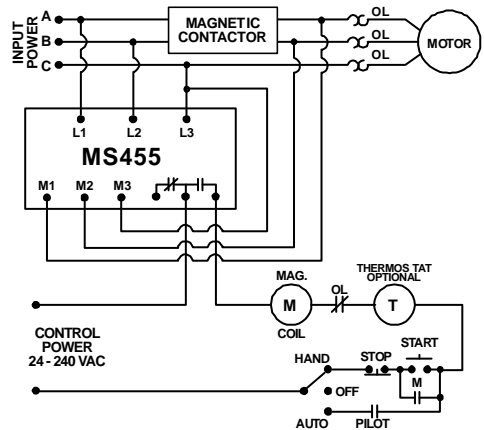 INPUT
POWER
A
B
C
MAGNETIC
CONTACTOR
OL
OL
OL
MOTOR
L1 L2 L3
MS455
M1 M2 M3
MAG.
M
COIL
OL
THERMOS TAT
OPTIONAL
T
CONTROL
POWER
24 - 240 VAC
HAND
OFF
AUTO
STOP
START
M
PILOT